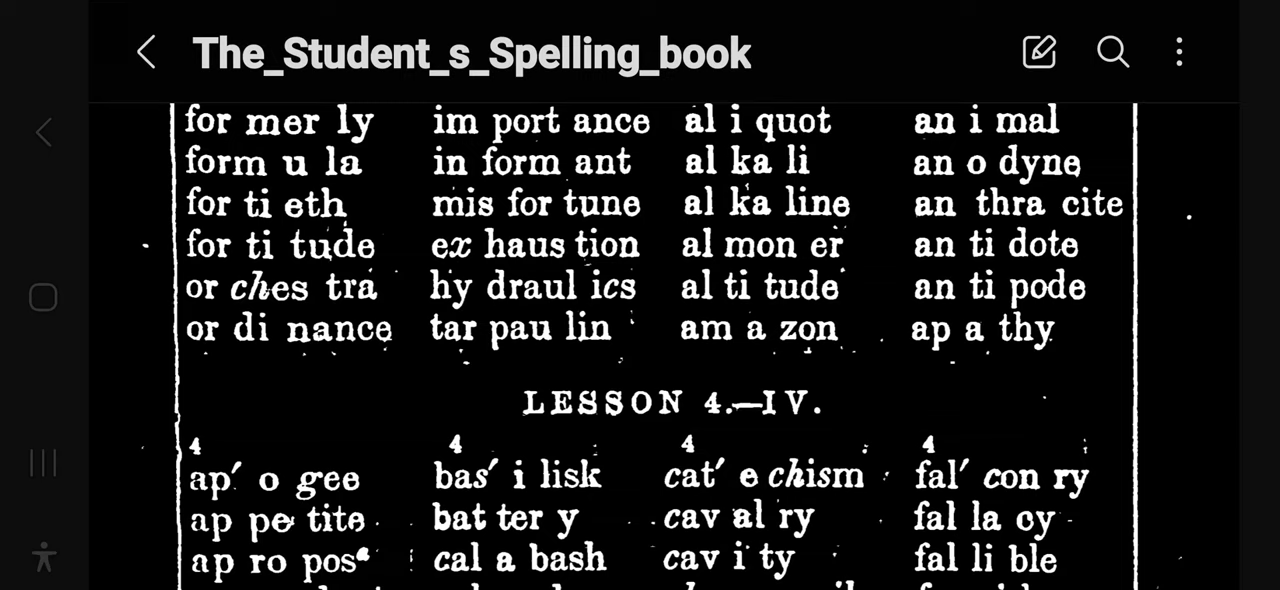 The_Student_s_Spelling_book
for mer ly im port ance al i quot an i mal
form u la in form ant al ka li an o dyne
for ti eth mis for tune al ka line an thra cite
for ti tude ex haus tion al mon er an ti dote
or ches tra hy draul ics al ti tude an ti pode
or di nance tar pau lin am a zon ap a thy
LESSON 4.—IV.
4 4 4 4
ap′ o gee bas′ i lisk cat′ e chism fal′ con ry
ap pe tite bat ter y cav al ry fal la cy
ap ro posᵃ cal a bash cav i ty fal li ble